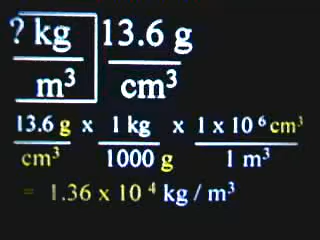 ? kg 13.6 g
m³ cm³
13.6 g x 1 kg x 1 x 10⁶ cm³
cm³ 1000 g 1 m³
= 1.36 x 10⁴ kg / m³